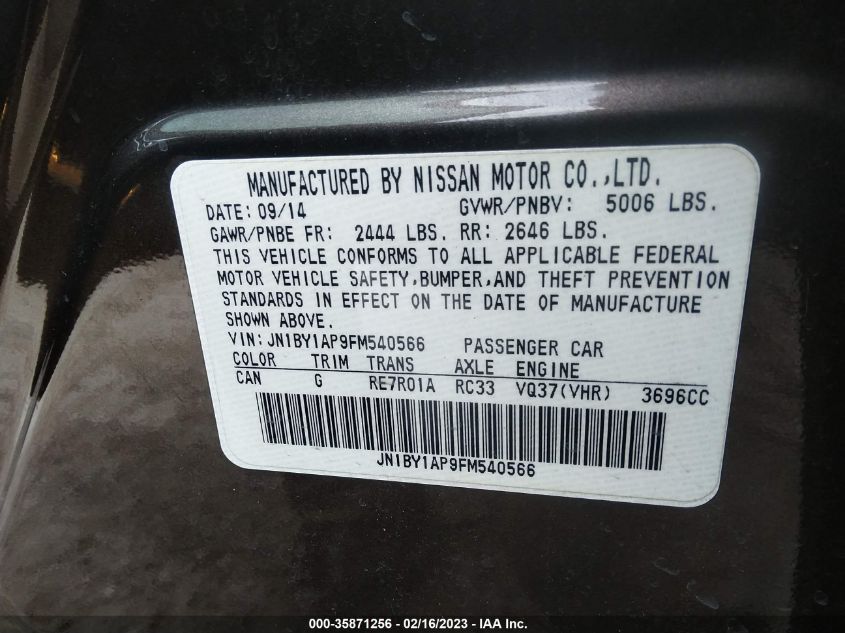 MANUFACTURED BY NISSAN MOTOR CO.,LTD.
DATE: 09/14 GVWR/PNBV: 5006 LBS.
GAWR/PNBE FR: 2444 LBS. RR: 2646 LBS.
THIS VEHICLE CONFORMS TO ALL APPLICABLE FEDERAL
MOTOR VEHICLE SAFETY,BUMPER,AND THEFT PREVENTION
STANDARDS IN EFFECT ON THE DATE OF MANUFACTURE
SHOWN ABOVE.
VIN: JN1BY1AP9FM540566 PASSENGER CAR
COLOR TRIM TRANS AXLE ENGINE
CAN G RE7R01A RC33 VQ37(VHR) 3696CC
JN1BY1AP9FM540566
000-35871256 - 02/16/2023 - IAA Inc.